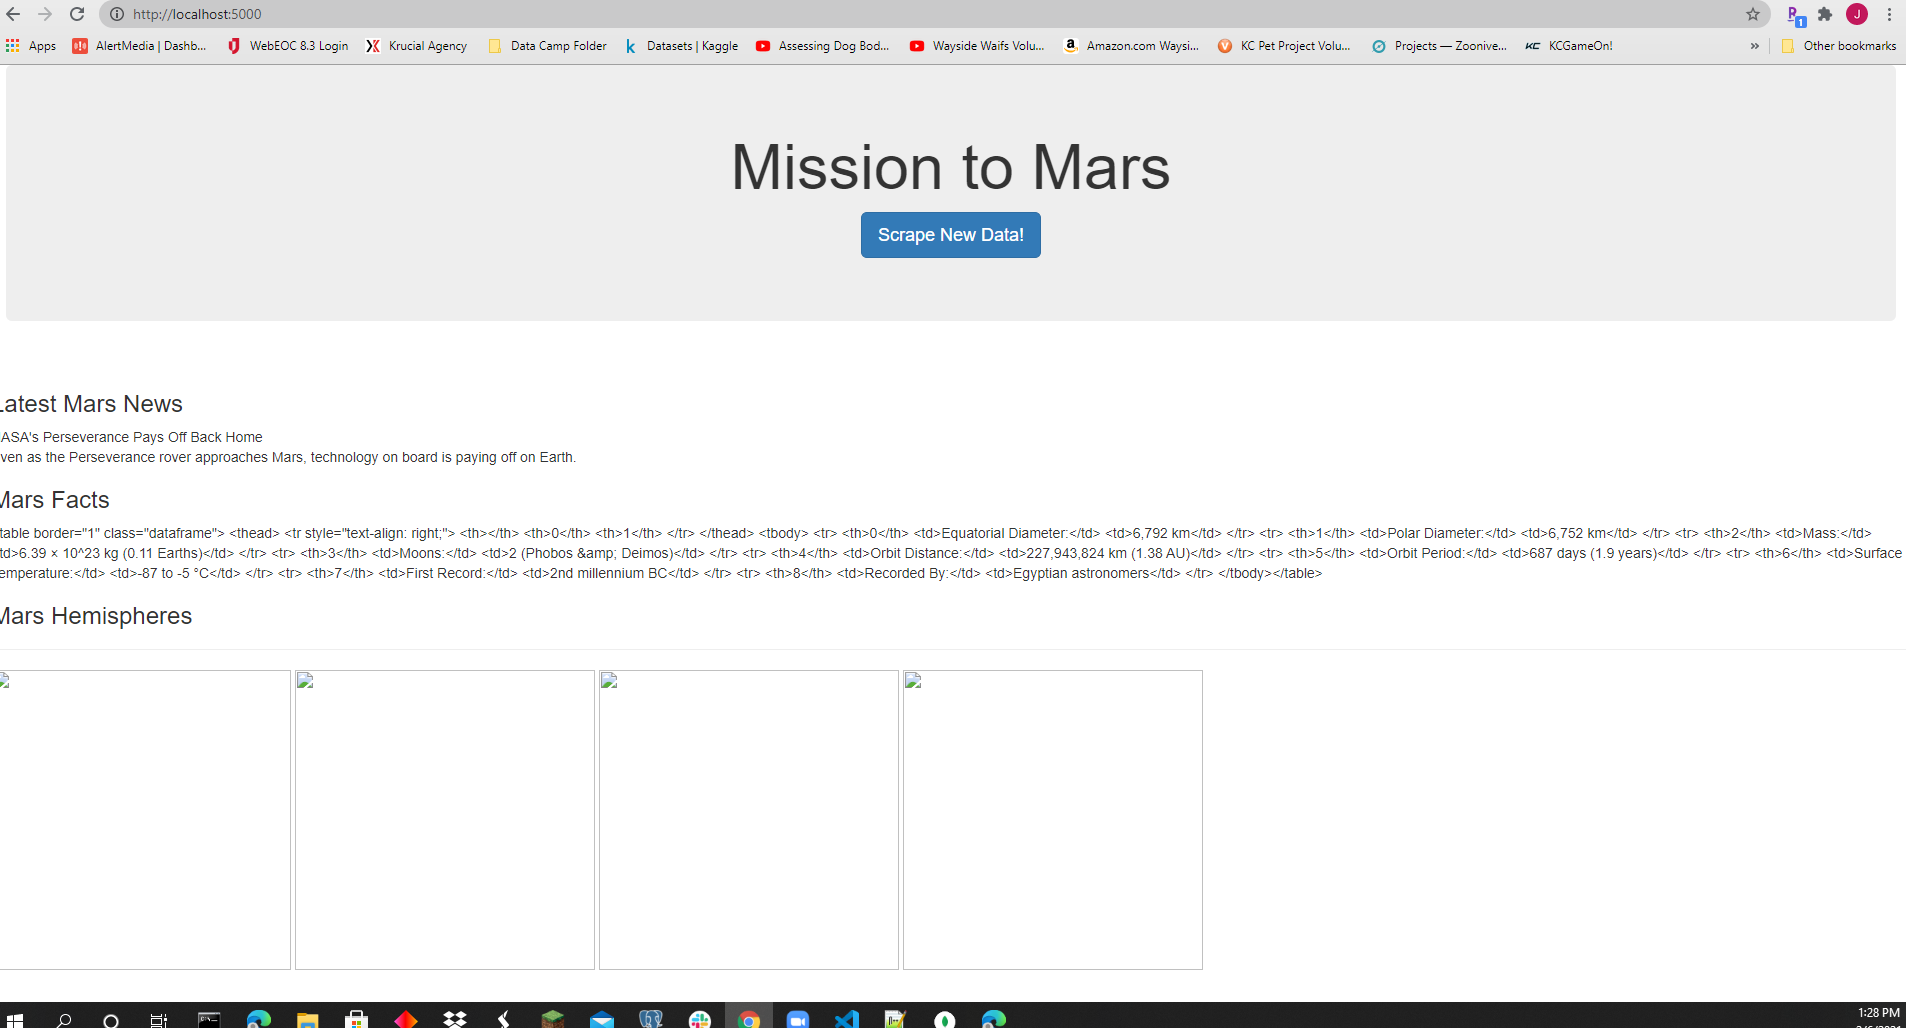 http://localhost:5000
J
1
Apps AlertMedia | Dashb... WebEOC 8.3 Login Krucial Agency Data Camp Folder Datasets | Kaggle Assessing Dog Bod... Wayside Waifs Volu... Amazon.com Waysi... KC Pet Project Volu... Projects — Zoonive... KCGameOn! » Other bookmarks
Mission to Mars
Scrape New Data!
Latest Mars News
ASA's Perseverance Pays Off Back Home
ven as the Perseverance rover approaches Mars, technology on board is paying off on Earth.
Mars Facts
table border="1" class="dataframe"> <thead> <tr style="text-align: right;"> <th></th> <th>0</th> <th>1</th> </tr> </thead> <tbody> <tr> <th>0</th> <td>Equatorial Diameter:</td> <td>6,792 km</td> </tr> <tr> <th>1</th> <td>Polar Diameter:</td> <td>6,752 km</td> </tr> <tr> <th>2</th> <td>Mass:</td>
td>6.39 × 10^23 kg (0.11 Earths)</td> </tr> <tr> <th>3</th> <td>Moons:</td> <td>2 (Phobos &amp; Deimos)</td> </tr> <tr> <th>4</th> <td>Orbit Distance:</td> <td>227,943,824 km (1.38 AU)</td> </tr> <tr> <th>5</th> <td>Orbit Period:</td> <td>687 days (1.9 years)</td> </tr> <tr> <th>6</th> <td>Surface
emperature:</td> <td>-87 to -5 °C</td> </tr> <tr> <th>7</th> <td>First Record:</td> <td>2nd millennium BC</td> </tr> <tr> <th>8</th> <td>Recorded By:</td> <td>Egyptian astronomers</td> </tr> </tbody></table>
Mars Hemispheres
1:28 PM